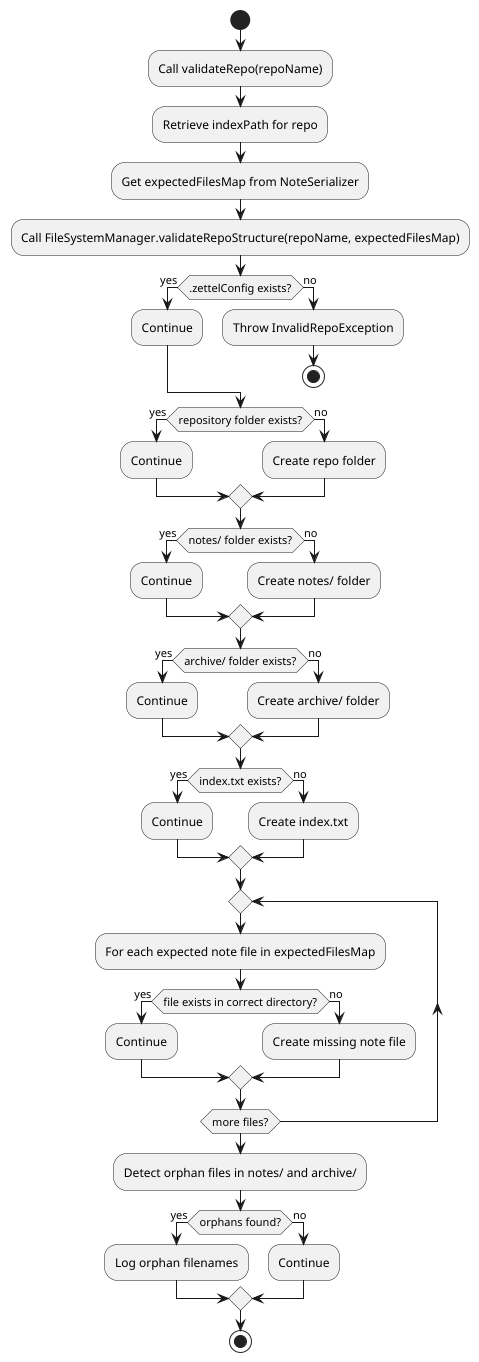 Call validateRepo(repoName)
Retrieve indexPath for repo
Get expectedFilesMap from NoteSerializer
Call FileSystemManager.validateRepoStructure(repoName, expectedFilesMap)
yes
.zettelConfig exists?
no
Continue
Throw InvalidRepoException
yes
repository folder exists?
no
Continue
Create repo folder
yes
notes/ folder exists?
no
Continue
Create notes/ folder
yes
archive/ folder exists?
no
Continue
Create archive/ folder
yes
index.txt exists?
no
Continue
Create index.txt
For each expected note file in expectedFilesMap
yes
file exists in correct directory?
no
Continue
Create missing note file
more files?
Detect orphan files in notes/ and archive/
yes
orphans found?
no
Log orphan filenames
Continue